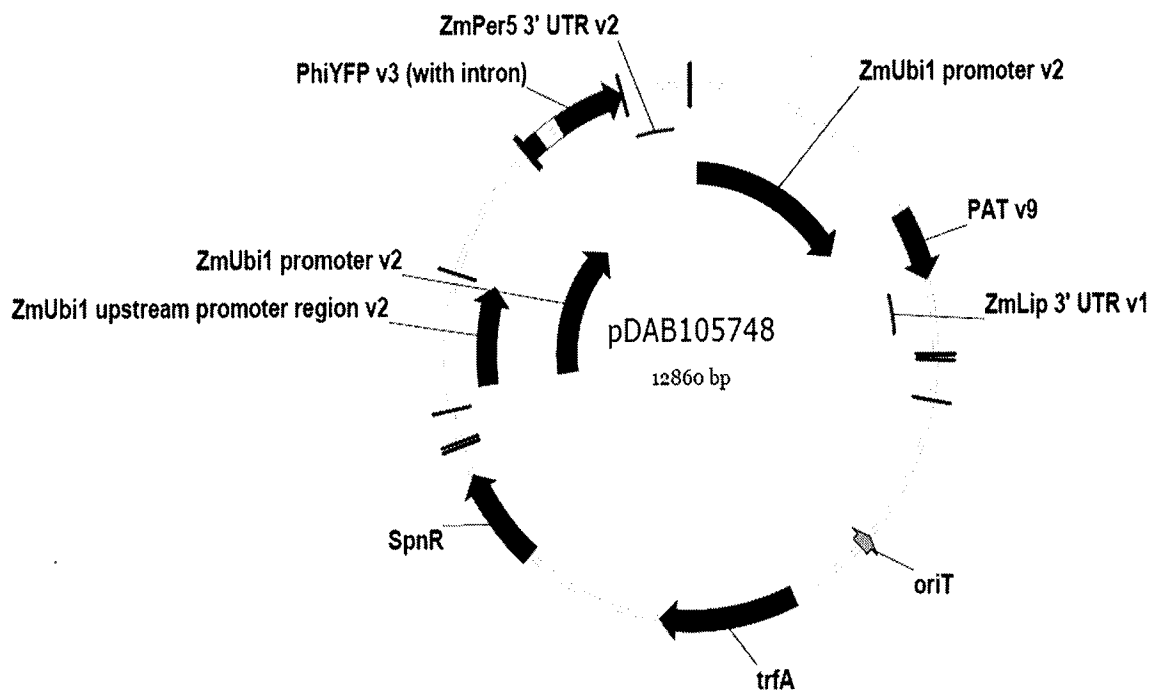 ZmPer5 3' UTR v2
PhiYFP v3 (with intron)
ZmUbi1 promoter v2
PAT v9
ZmUbi1 promoter v2
ZmUbi1 upstream promoter region v2
ZmLip 3' UTR v1
pDAB105748
12860 bp
SpnR
oriT
trfA